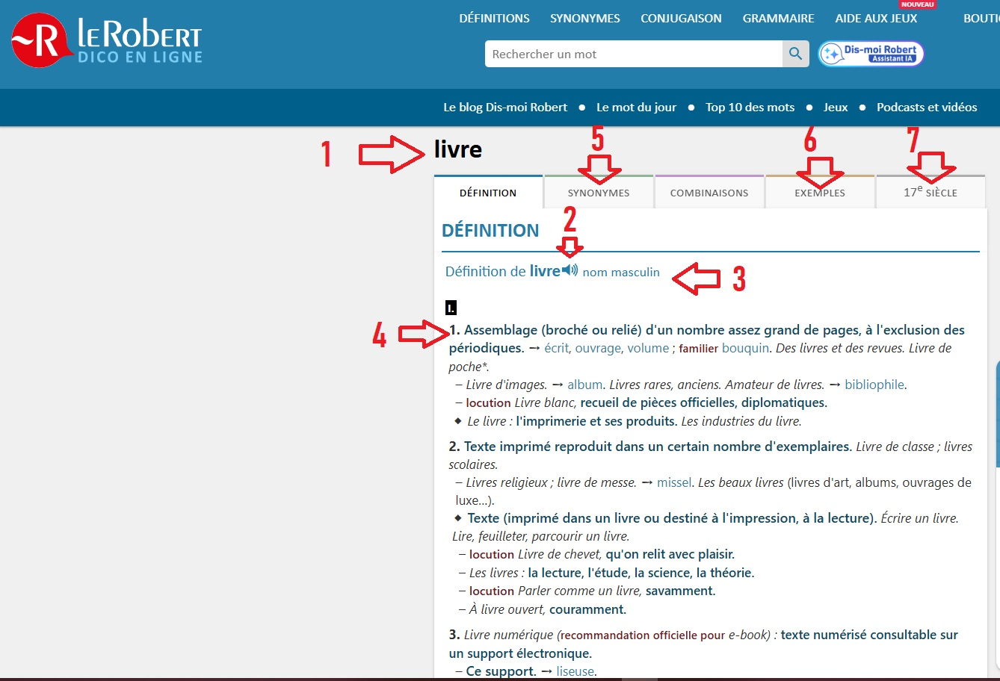 NOUVEAU
DÉFINITIONS SYNONYMES CONJUGAISON GRAMMAIRE AIDE AUX JEUX BOUTI
~R LE ROBERT
DICO EN LIGNE
Rechercher un mot
Dis-moi Robert
Assistant IA
Le blog Dis-moi Robert ● Le mot du jour ● Top 10 des mots ● Jeux ● Podcasts et vidéos
1 livre
5 6 7
DÉFINITION SYNONYMES COMBINAISONS EXEMPLES 17e SIÈCLE
2
DÉFINITION
Définition de livre nom masculin 3
I.
4 1. Assemblage (broché ou relié) d'un nombre assez grand de pages, à l'exclusion des
périodiques. → écrit, ouvrage, volume ; familier bouquin. Des livres et des revues. Livre de
poche*.
– Livre d'images. → album. Livres rares, anciens. Amateur de livres. → bibliophile.
– locution Livre blanc, recueil de pièces officielles, diplomatiques.
◆ Le livre : l'imprimerie et ses produits. Les industries du livre.
2. Texte imprimé reproduit dans un certain nombre d'exemplaires. Livre de classe ; livres
scolaires.
– Livres religieux ; livre de messe. → missel. Les beaux livres (livres d'art, albums, ouvrages de
luxe…).
◆ Texte (imprimé dans un livre ou destiné à l'impression, à la lecture). Écrire un livre.
Lire, feuilleter, parcourir un livre.
– locution Livre de chevet, qu'on relit avec plaisir.
– Les livres : la lecture, l'étude, la science, la théorie.
– locution Parler comme un livre, savamment.
– À livre ouvert, couramment.
3. Livre numérique (recommandation officielle pour e-book) : texte numérisé consultable sur
un support électronique.
– Ce support. → liseuse.